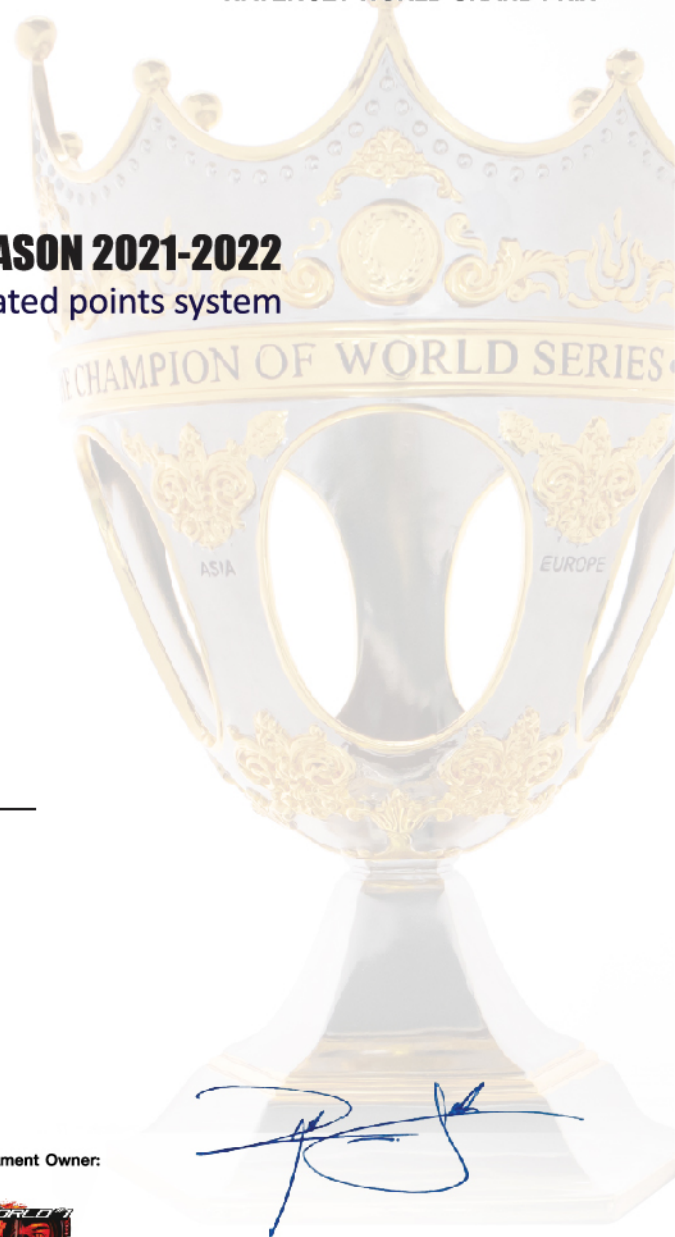 ASON 2021-2022
ated points system
CHAMPION OF WORLD SERIES
ASIA
EUROPE
ment Owner: